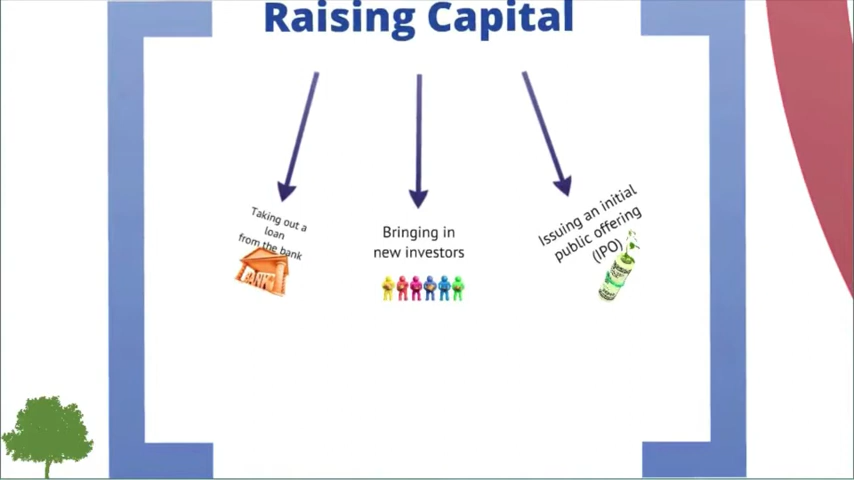 Raising Capital
Taking out a
loan
from the bank
BANK
Bringing in
new investors
Issuing an initial
public offering
(IPO)